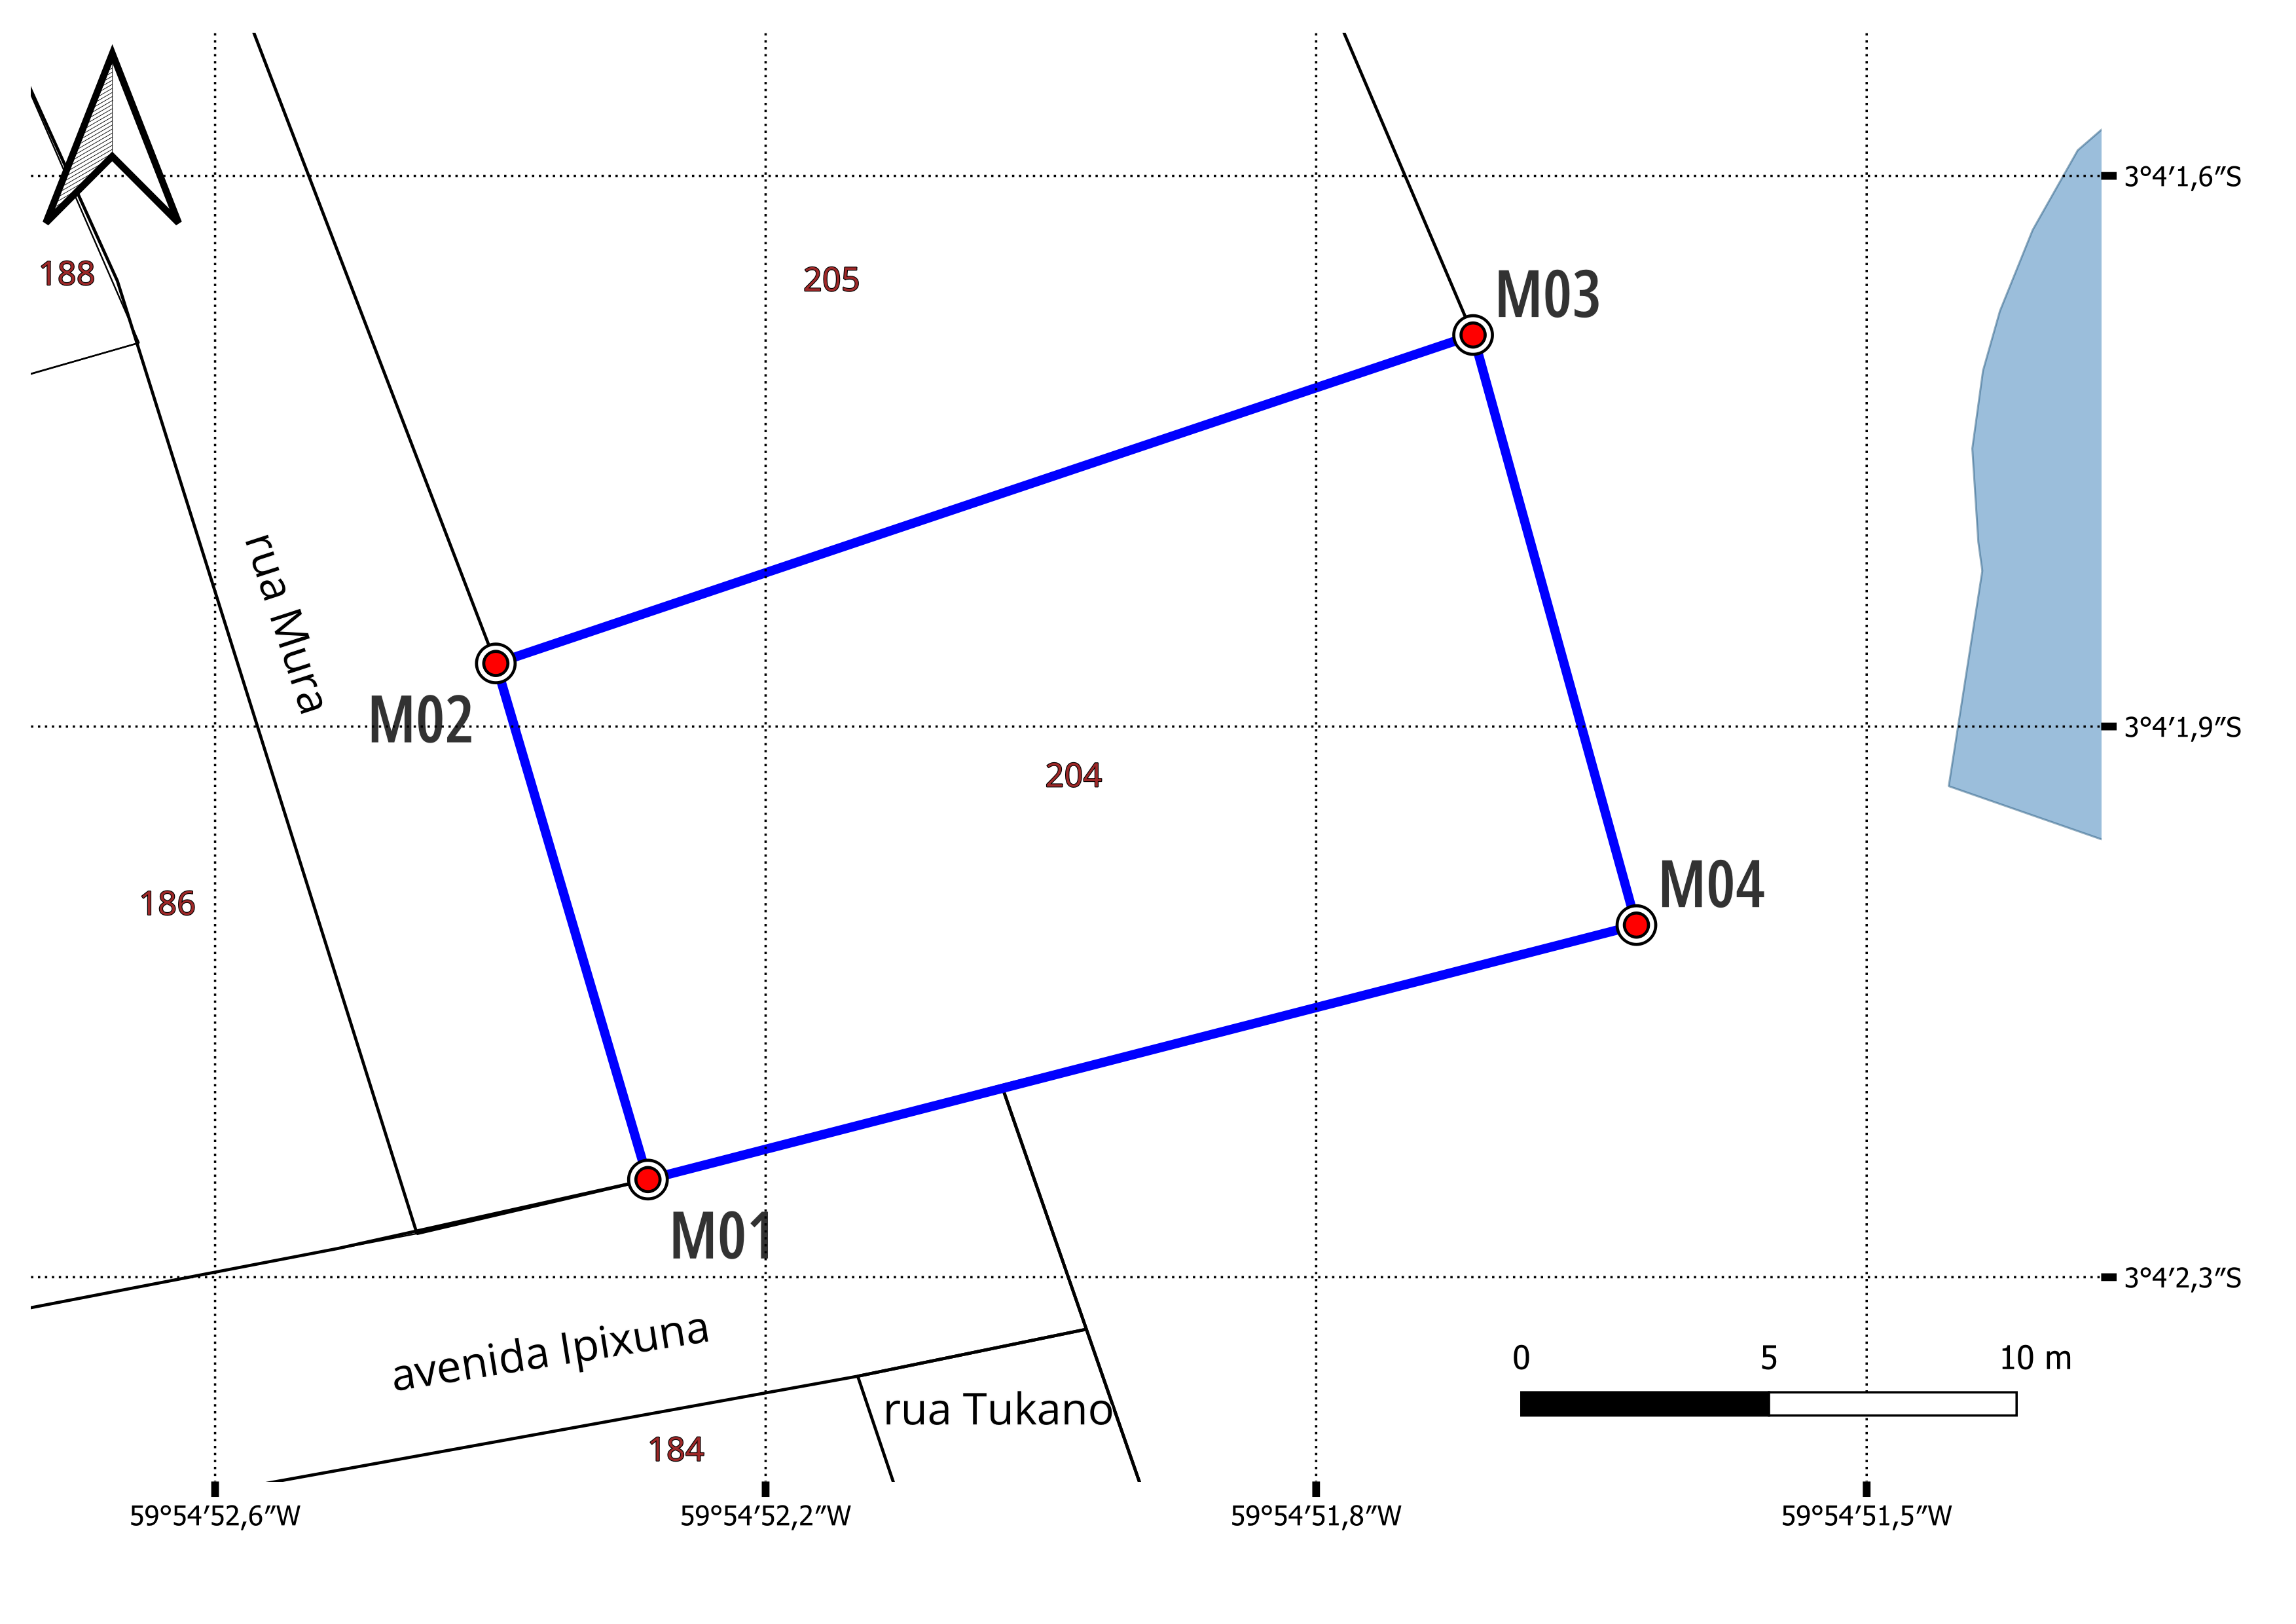 3°4′1,6″S
188
205
M03
rua Mura
M02
3°4′1,9″S
204
M04
186
M01
3°4′2,3″S
avenida Ipixuna
0 5 10 m
rua Tukano
184
59°54′52,6″W 59°54′52,2″W 59°54′51,8″W 59°54′51,5″W